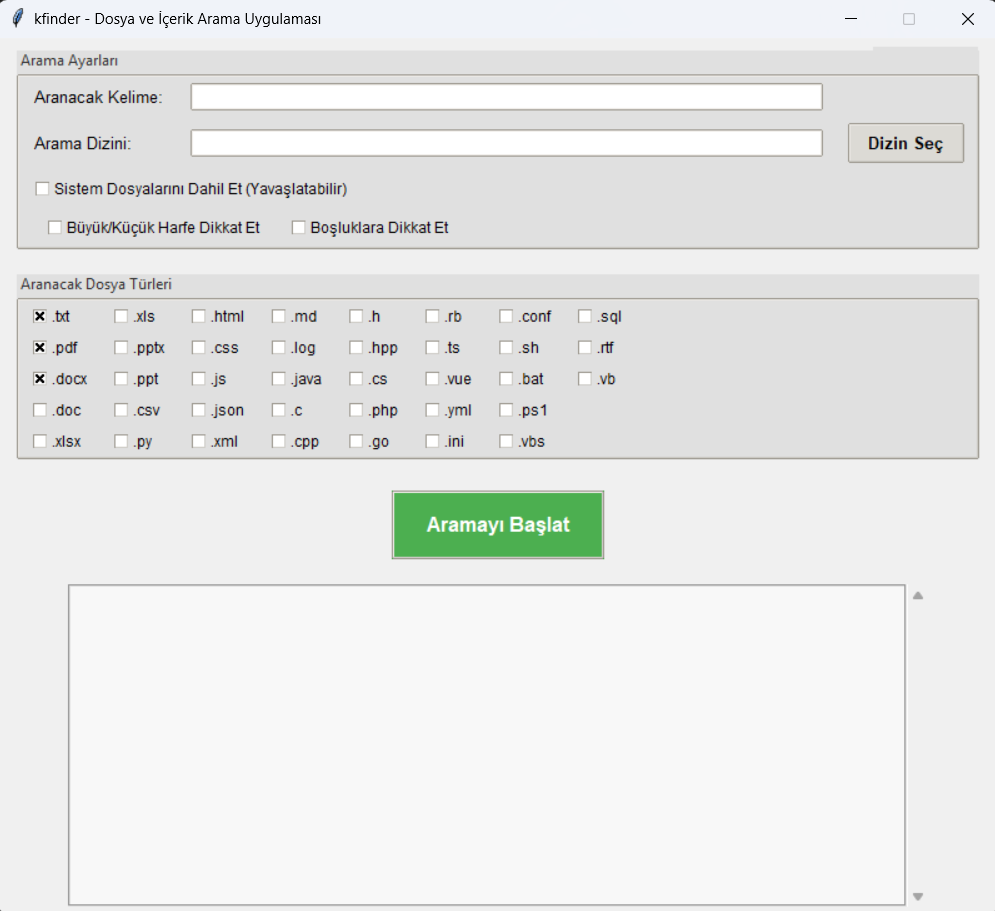 kfinder - Dosya ve İçerik Arama Uygulaması
Arama Ayarları
Aranacak Kelime:
Arama Dizini:
Dizin Seç
Sistem Dosyalarını Dahil Et (Yavaşlatabilir)
Büyük/Küçük Harfe Dikkat Et Boşluklara Dikkat Et
Aranacak Dosya Türleri
.txt .xls .html .md .h .rb .conf .sql
.pdf .pptx .css .log .hpp .ts .sh .rtf
.docx .ppt .js .java .cs .vue .bat .vb
.doc .csv .json .c .php .yml .ps1
.xlsx .py .xml .cpp .go .ini .vbs
Aramayı Başlat